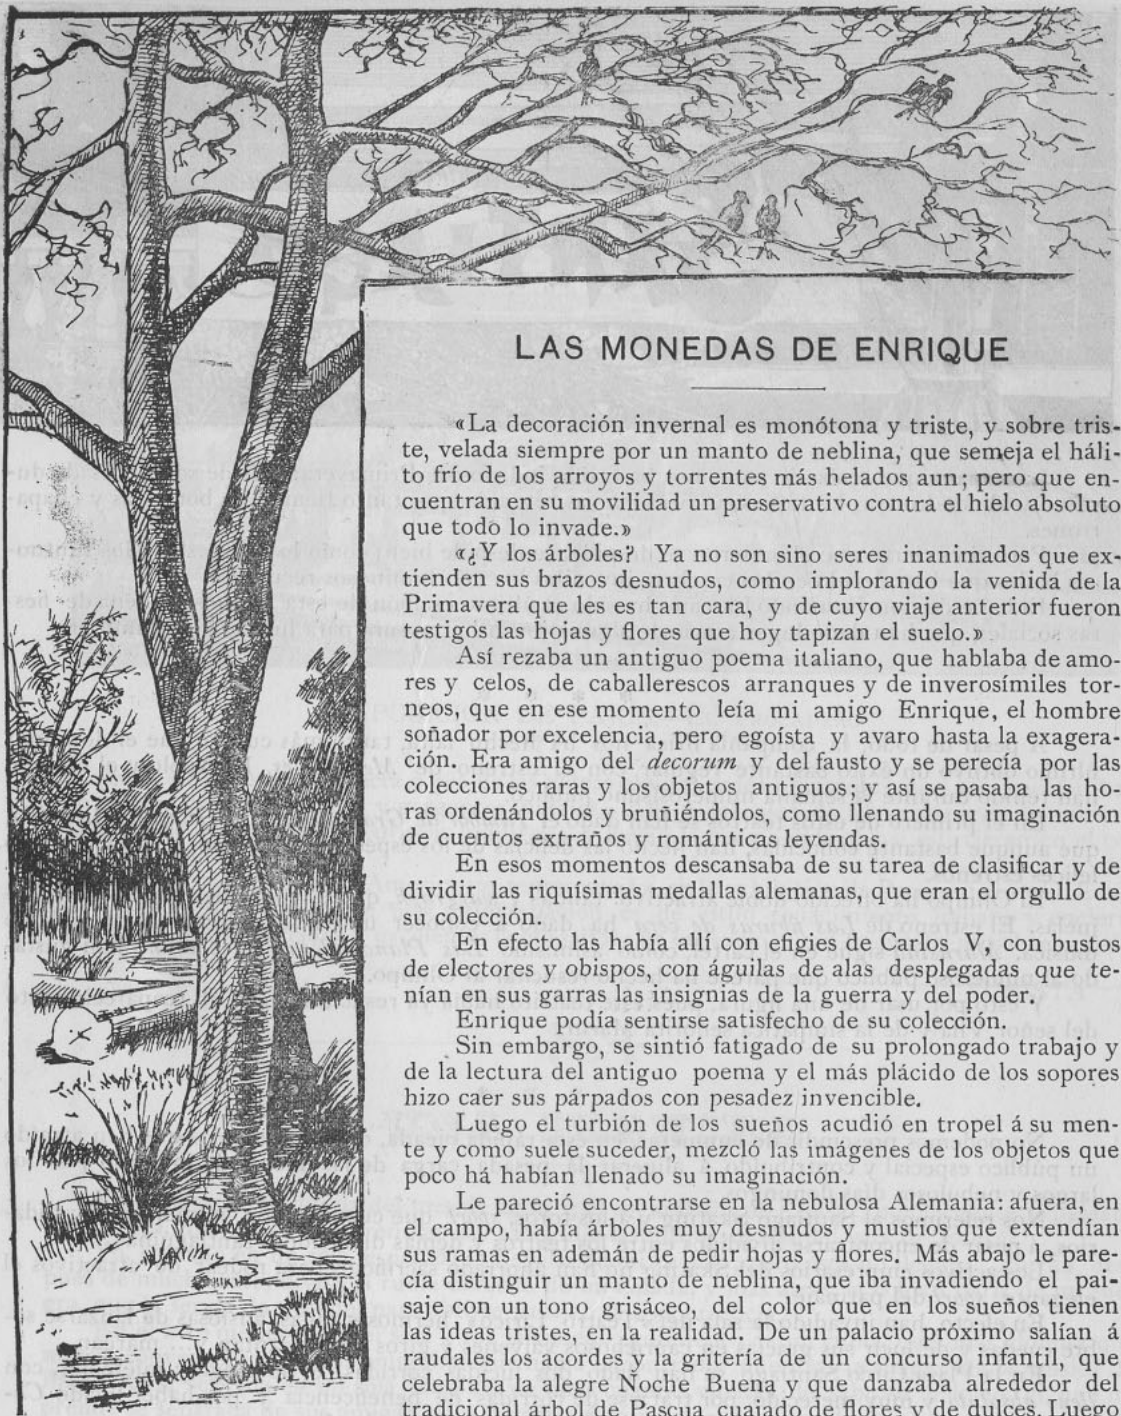 LAS MONEDAS DE ENRIQUE
«La decoración invernal es monótona y triste, y sobre tris-
te, velada siempre por un manto de neblina, que semeja el háli-
to frío de los arroyos y torrentes más helados aun; pero que en-
cuentran en su movilidad un preservativo contra el hielo absoluto
que todo lo invade.»
«¿Y los árboles? Ya no son sino seres inanimados que ex-
tienden sus brazos desnudos, como implorando la venida de la
Primavera que les es tan cara, y de cuyo viaje anterior fueron
testigos las hojas y flores que hoy tapizan el suelo.»
Así rezaba un antiguo poema italiano, que hablaba de amo-
res y celos, de caballerescos arranques y de inverosímiles tor-
neos, que en ese momento leía mi amigo Enrique, el hombre
soñador por excelencia, pero egoísta y avaro hasta la exagera-
ción. Era amigo del decorum y del fausto y se perecía por las
colecciones raras y los objetos antiguos; y así se pasaba las ho-
ras ordenándolos y bruñiéndolos, como llenando su imaginación
de cuentos extraños y románticas leyendas.
En esos momentos descansaba de su tarea de clasificar y de
dividir las riquísimas medallas alemanas, que eran el orgullo de
su colección.
En efecto las había allí con efigies de Carlos V, con bustos
de electores y obispos, con águilas de alas desplegadas que te-
nían en sus garras las insignias de la guerra y del poder.
Enrique podía sentirse satisfecho de su colección.
Sin embargo, se sintió fatigado de su prolongado trabajo y
de la lectura del antiguo poema y el más plácido de los sopores
hizo caer sus párpados con pesadez invencible.
Luego el turbión de los sueños acudió en tropel á su men-
te y como suele suceder, mezcló las imágenes de los objetos que
poco há habían llenado su imaginación.
Le pareció encontrarse en la nebulosa Alemania: afuera, en
el campo, había árboles muy desnudos y mustios que extendían
sus ramas en ademán de pedir hojas y flores. Más abajo le pare-
cía distinguir un manto de neblina, que iba invadiendo el pai-
saje con un tono grisáceo, del color que en los sueños tienen
las ideas tristes, en la realidad. De un palacio próximo salían á
raudales los acordes y la gritería de un concurso infantil, que
celebraba la alegre Noche Buena y que danzaba alrededor del
tradicional árbol de Pascua cuajado de flores y de dulces. Luego